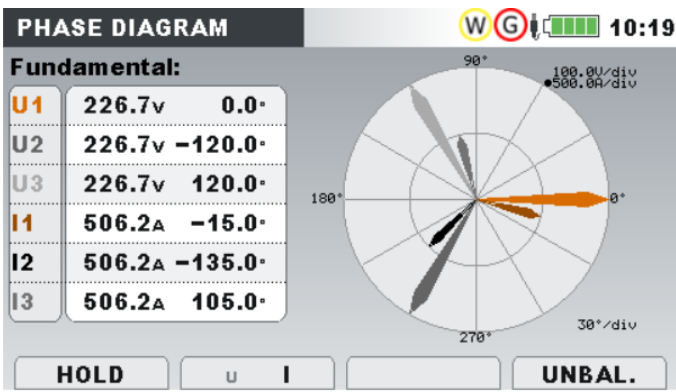 PHASE DIAGRAM
W G 10:19
Fundamental:
U1 226.7v 0.0°
U2 226.7v -120.0°
U3 226.7v 120.0°
I1 506.2A -15.0°
I2 506.2A -135.0°
I3 506.2A 105.0°
90°
100.0V/div
500.0A/div
180°
0°
270°
30°/div
HOLD
U I
UNBAL.